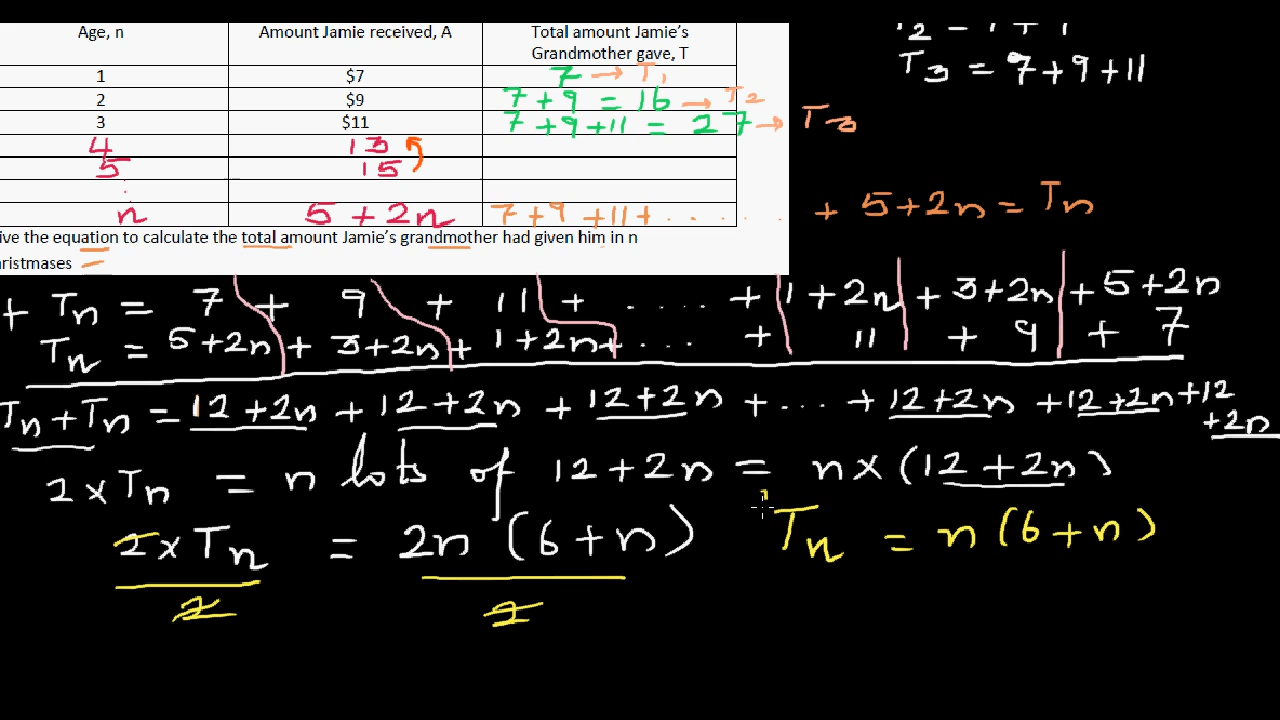 Age, n Amount Jamie received, A Total amount Jamie's
Grandmother gave, T
1 $7 7 → T1
2 $9 7 + 9 = 16 → T2
3 $11 7 + 9 + 11 = 27 → T3
4 13
5 15
n 5 + 2n 7 + 9 + 11 + ...... + 5 + 2n = Tn
T3 = 7 + 9 + 11
ive the equation to calculate the total amount Jamie's grandmother had given him in n
ristmases
+ Tn = 7 + 9 + 11 + .... + 1 + 2n + 3 + 2n + 5 + 2n
Tn = 5 + 2n + 3 + 2n + 1 + 2n + ... + 11 + 9 + 7
Tn + Tn = 12 + 2n + 12 + 2n + 12 + 2n + ... + 12 + 2n + 12 + 2n + 12
+ 2n
2 × Tn = n lots of 12 + 2n = n × (12 + 2n)
2 × Tn = 2n (6 + n) Tn = n (6 + n)
2 2